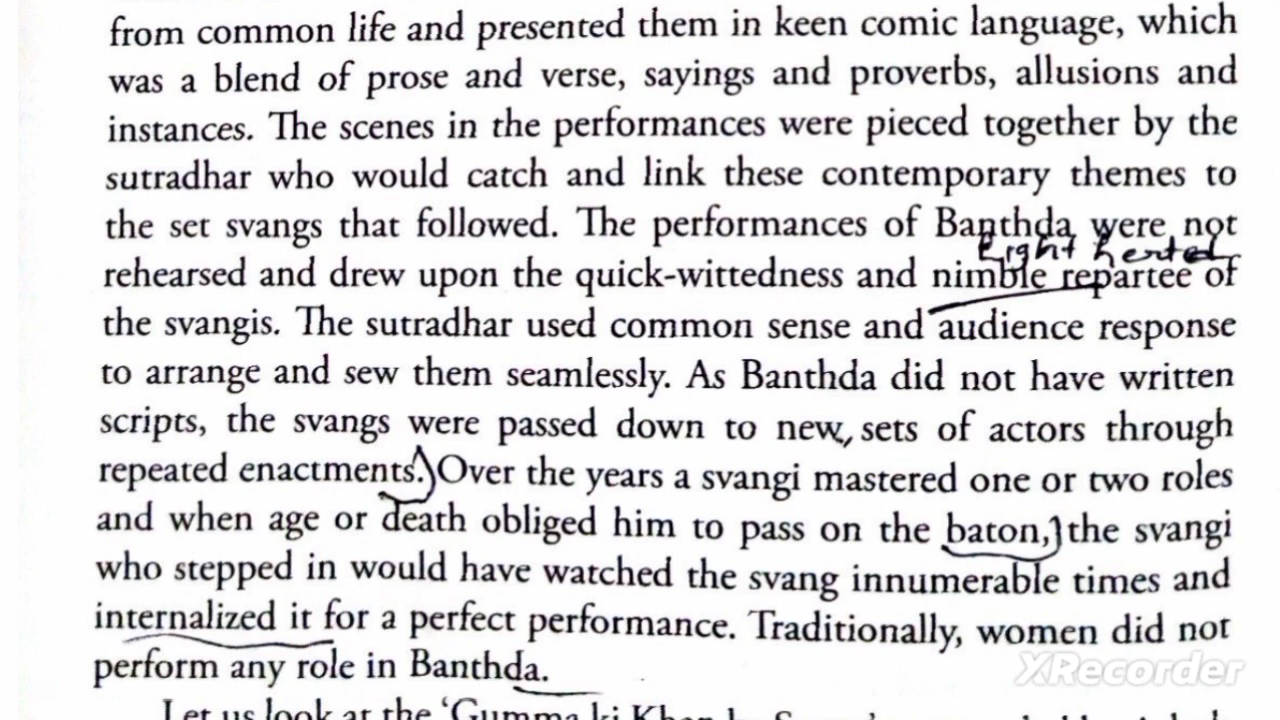 from common life and presented them in keen comic language, which
was a blend of prose and verse, sayings and proverbs, allusions and
instances. The scenes in the performances were pieced together by the
sutradhar who would catch and link these contemporary themes to
the set svangs that followed. The performances of Banthda were not
Light herted
rehearsed and drew upon the quick-wittedness and nimble repartee of
the svangis. The sutradhar used common sense and audience response
to arrange and sew them seamlessly. As Banthda did not have written
scripts, the svangs were passed down to new, sets of actors through
repeated enactments. Over the years a svangi mastered one or two roles
and when age or death obliged him to pass on the baton, the svangi
who stepped in would have watched the svang innumerable times and
internalized it for a perfect performance. Traditionally, women did not
perform any role in Banthda.
XRecorder
Let us look at the 'Gumma ki Khan